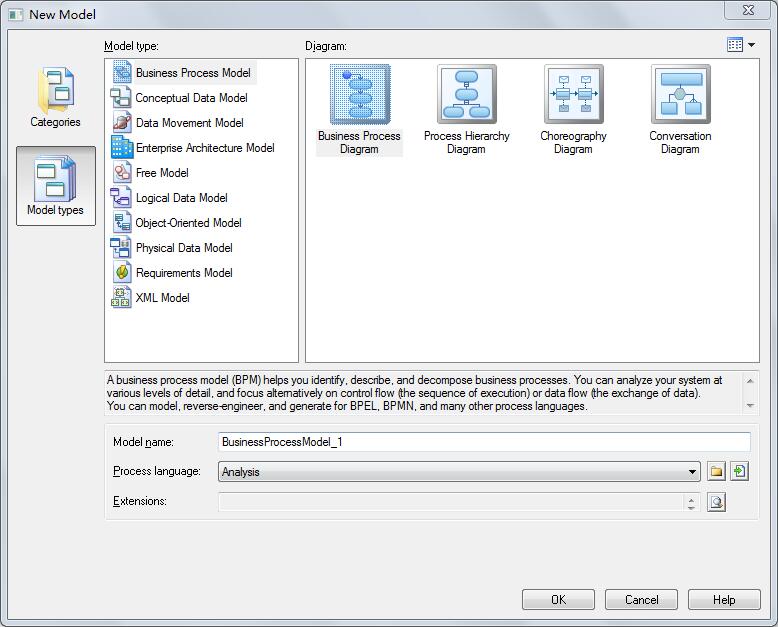 New Model
Categories
Model types
Model type:
Business Process Model
Conceptual Data Model
Data Movement Model
Enterprise Architecture Model
Free Model
Logical Data Model
Object-Oriented Model
Physical Data Model
Requirements Model
XML Model
Diagram:
Business Process
Diagram
Process Hierarchy
Diagram
Choreography
Diagram
Conversation
Diagram
A business process model (BPM) helps you identify, describe, and decompose business processes. You can analyze your system at
various levels of detail, and focus alternatively on control flow (the sequence of execution) or data flow (the exchange of data).
You can model, reverse-engineer, and generate for BPEL, BPMN, and many other process languages.
Model name:
BusinessProcessModel_1
Process language:
Analysis
Extensions:
OK
Cancel
Help